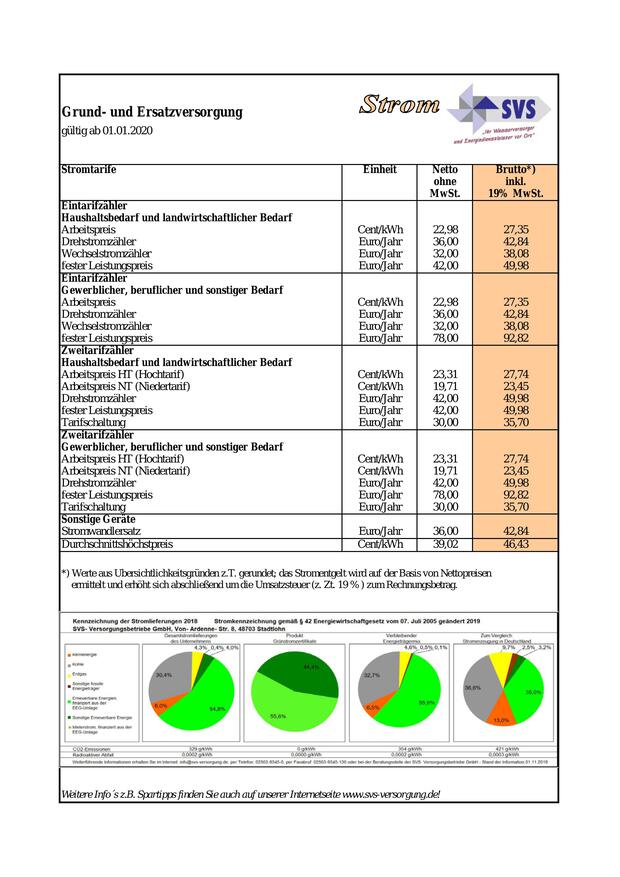 Grund- und Ersatzversorgung
gültig ab 01.01.2020
Strom
SVS
"Ihr Wärmeversorger
und Energiedienstleister vor Ort"
Stromtarife Einheit Netto ohne MwSt. Brutto*) inkl. 19% MwSt.
Eintarifzähler
Haushaltsbedarf und landwirtschaftlicher Bedarf
Arbeitspreis Cent/kWh 22,98 27,35
Drehstromzähler Euro/Jahr 36,00 42,84
Wechselstromzähler Euro/Jahr 32,00 38,08
fester Leistungspreis Euro/Jahr 42,00 49,98
Eintarifzähler
Gewerblicher, beruflicher und sonstiger Bedarf
Arbeitspreis Cent/kWh 22,98 27,35
Drehstromzähler Euro/Jahr 36,00 42,84
Wechselstromzähler Euro/Jahr 32,00 38,08
fester Leistungspreis Euro/Jahr 78,00 92,82
Zweitarifzähler
Haushaltsbedarf und landwirtschaftlicher Bedarf
Arbeitspreis HT (Hochtarif) Cent/kWh 23,31 27,74
Arbeitspreis NT (Niedertarif) Cent/kWh 19,71 23,45
Drehstromzähler Euro/Jahr 42,00 49,98
fester Leistungspreis Euro/Jahr 42,00 49,98
Tarifschaltung Euro/Jahr 30,00 35,70
Zweitarifzähler
Gewerblicher, beruflicher und sonstiger Bedarf
Arbeitspreis HT (Hochtarif) Cent/kWh 23,31 27,74
Arbeitspreis NT (Niedertarif) Cent/kWh 19,71 23,45
Drehstromzähler Euro/Jahr 42,00 49,98
fester Leistungspreis Euro/Jahr 78,00 92,82
Tarifschaltung Euro/Jahr 30,00 35,70
Sonstige Geräte
Stromwandlersatz Euro/Jahr 36,00 42,84
Durchschnittshöchstpreis Cent/kWh 39,02 46,43
*) Werte aus Übersichtlichkeitsgründen z.T. gerundet; das Stromentgelt wird auf der Basis von Nettopreisen
ermittelt und erhöht sich abschließend um die Umsatzsteuer (z. Zt. 19 % ) zum Rechnungsbetrag.
Kennzeichnung der Stromlieferungen 2018 Stromkennzeichnung gemäß § 42 Energiewirtschaftgesetz vom 07. Juli 2005 geändert 2019
SVS- Versorgungsbetriebe GmbH, Von- Ardenne- Str. 8, 48703 Stadtlohn
Gesamtstromlieferungen des Unternehmens
Produkt Grünstromzertifikate
Verbleibender Energieträgermix
Zum Vergleich Stromerzeugung in Deutschland
Kernenergie
Kohle
Erdgas
Sonstige fossile Energieträger
Erneuerbare Energien, finanziert aus der EEG-Umlage
Sonstige Erneuerbare Energie
Mieterstrom, finanziert aus der EEG-Umlage
4,3% 0,4% 4,0%
30,4%
6,0%
54,8%
44,4%
55,6%
4,6% 0,5% 0,1%
32,7%
6,5%
55,6%
9,7% 2,5% 3,2%
36,6%
35,0%
13,0%
CO2-Emissionen 329 g/kWh 0 g/kWh 354 g/kWh 421 g/kWh
Radioaktiver Abfall 0,0002 g/kWh 0,0000 g/kWh 0,0002 g/kWh 0,0003 g/kWh
Weiterführende Informationen erhalten Sie im Internet info@svs-versorgung.de, per Telefon: 02563-9345-0, per Faxabruf 02563-9345-130 oder bei der Beratungsstelle der SVS- Versorgungsbetriebe GmbH - Stand der Information 01.11.2019
Weitere Info´s z.B. Spartipps finden Sie auch auf unserer Internetseite www.svs-versorgung.de!